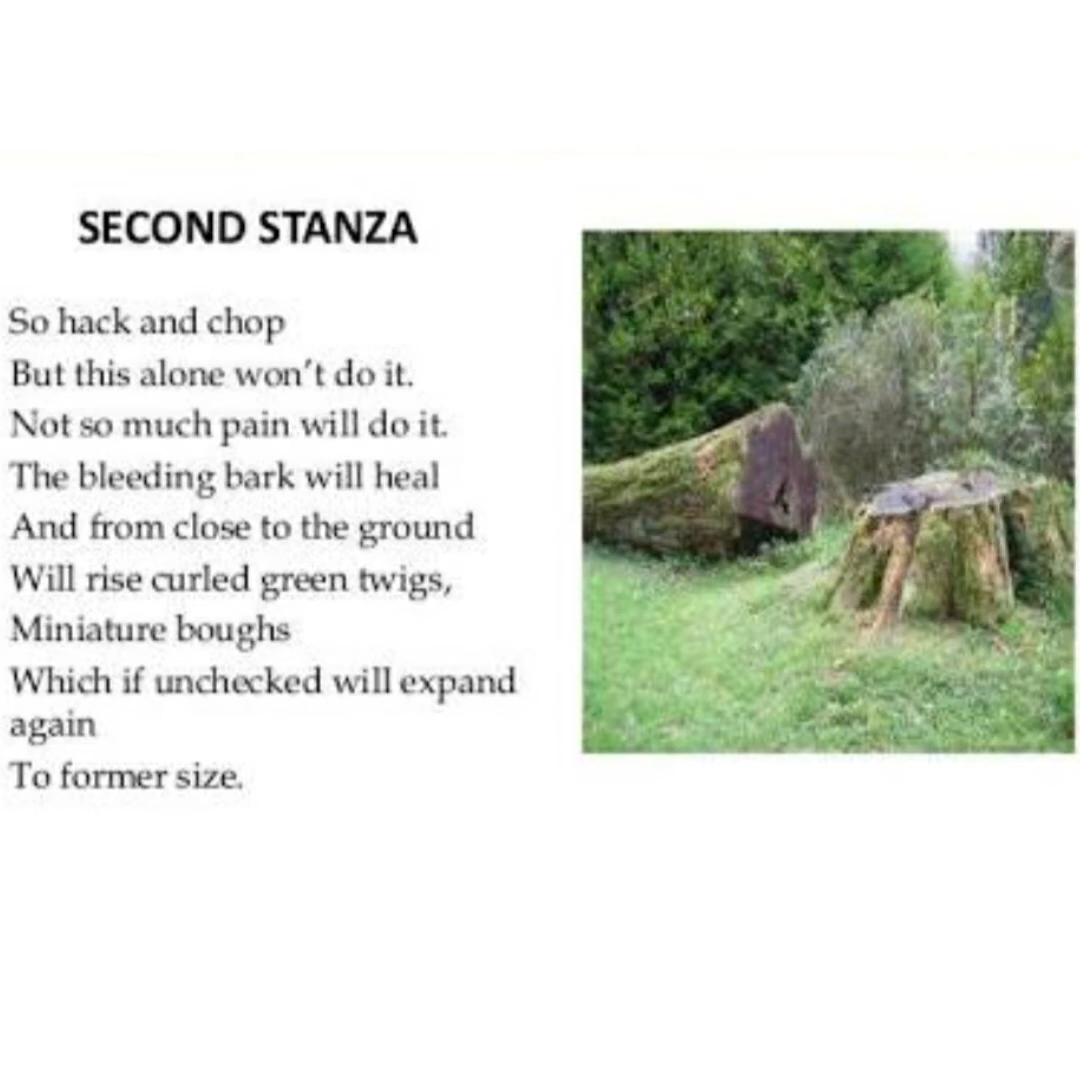 SECOND STANZA
So hack and chop
But this alone won't do it.
Not so much pain will do it.
The bleeding bark will heal
And from close to the ground
Will rise curled green twigs,
Miniature boughs
Which if unchecked will expand
again
To former size.